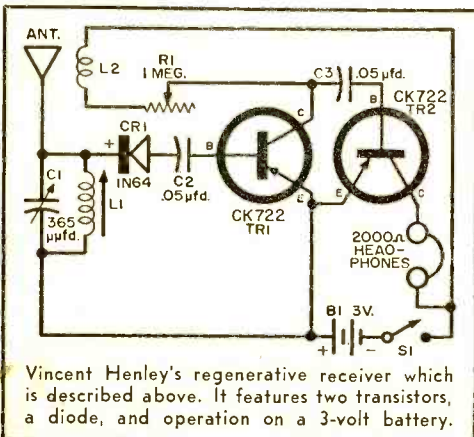 ANT.
L2
R1
1 MEG.
C3
.05µfd.
B
CK722
TR2
C
CR1
+
B
C1
1N64
C2
.05µfd.
L1
365
µµfd.
E
CK722
TR1
E
C
2000Ω
HEAD-
PHONES
B1 3V.
+
-
S1
Vincent Henley's regenerative receiver which
is described above. It features two transistors,
a diode, and operation on a 3-volt battery.